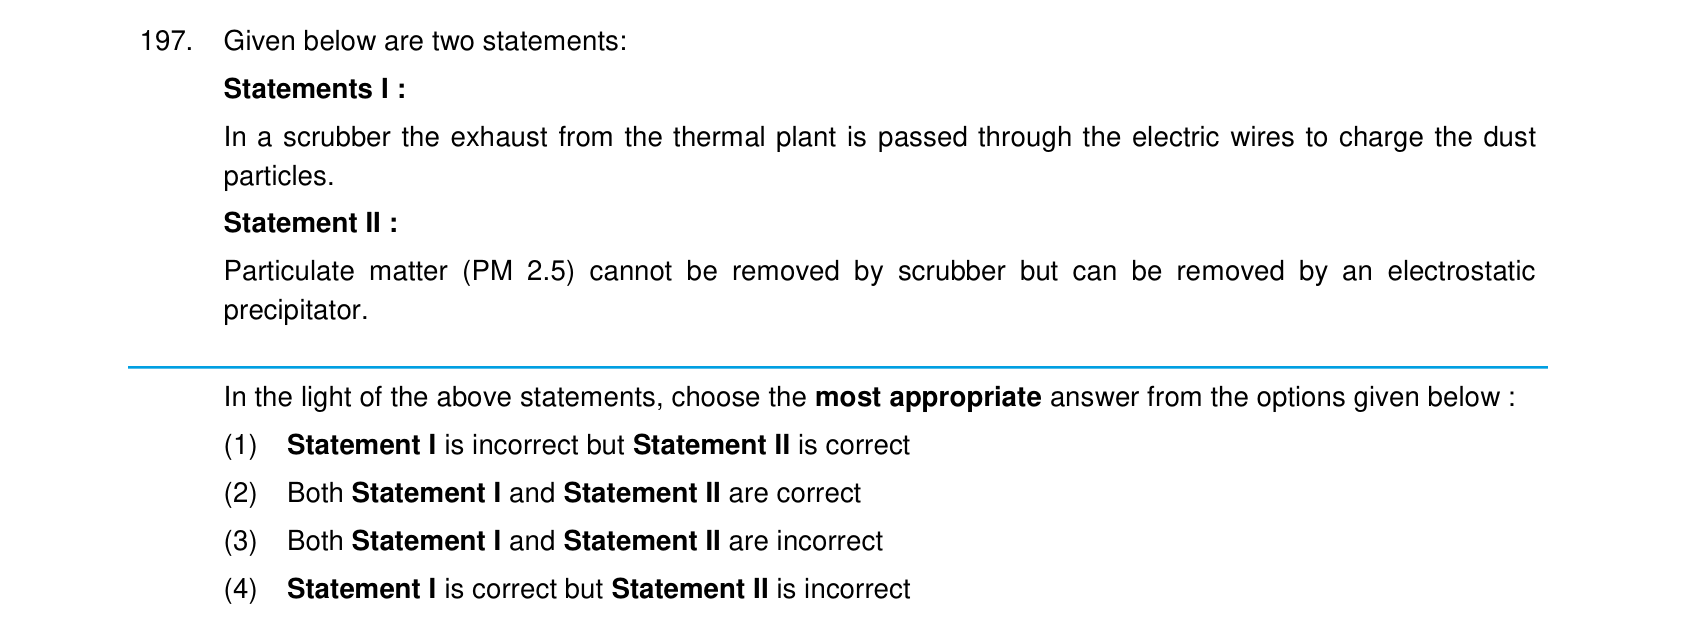 197. Given below are two statements:
Statements I :
In a scrubber the exhaust from the thermal plant is passed through the electric wires to charge the dust
particles.
Statement II :
Particulate matter (PM 2.5) cannot be removed by scrubber but can be removed by an electrostatic
precipitator.
In the light of the above statements, choose the most appropriate answer from the options given below :
(1) Statement I is incorrect but Statement II is correct
(2) Both Statement I and Statement II are correct
(3) Both Statement I and Statement II are incorrect
(4) Statement I is correct but Statement II is incorrect